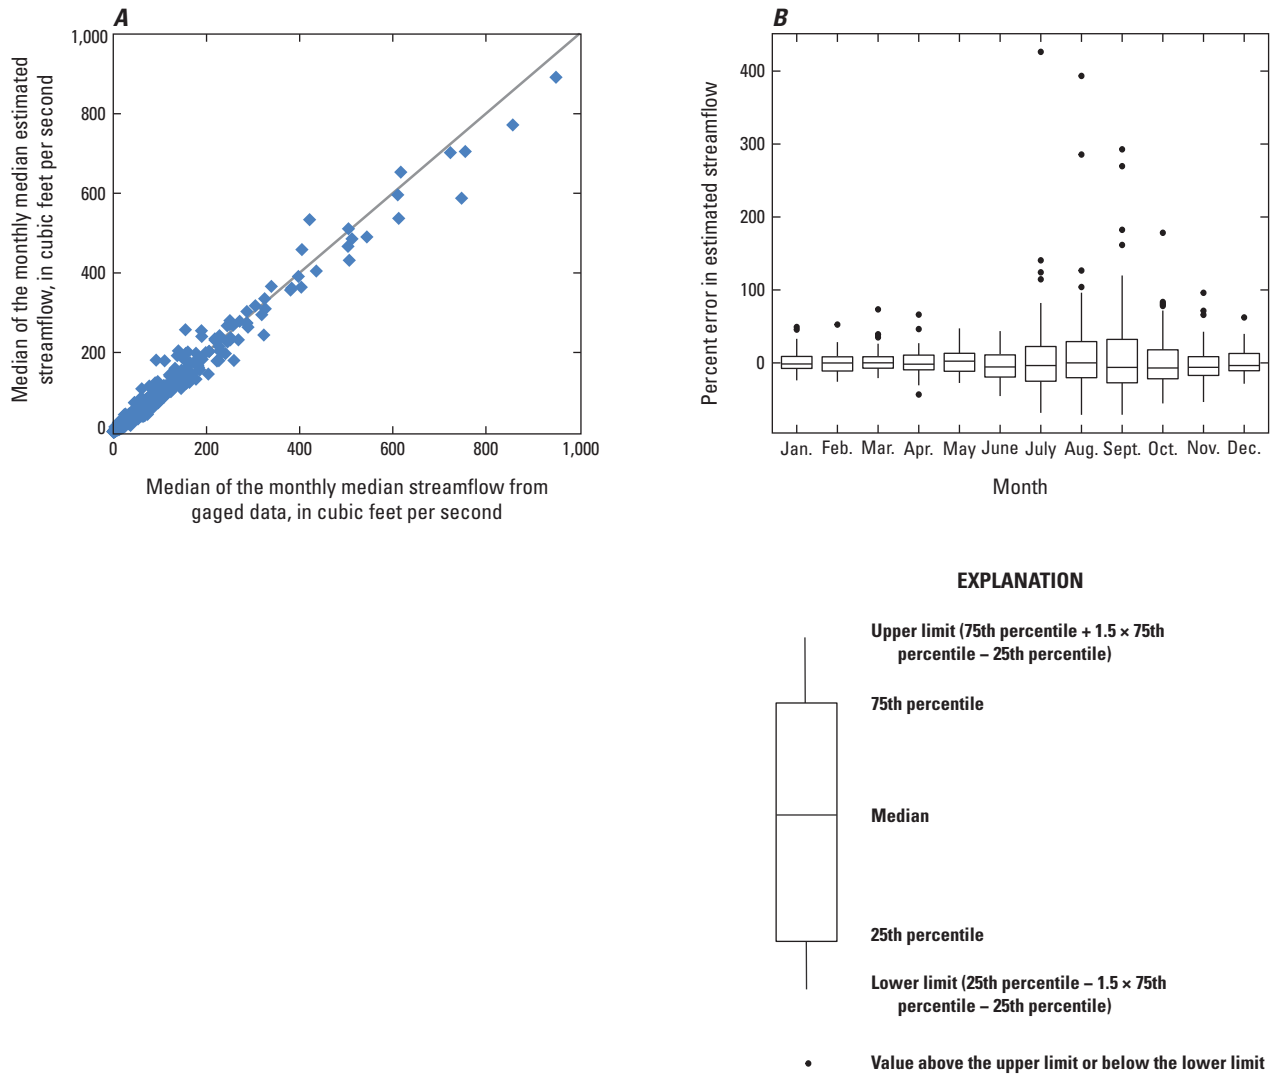 A
1,000
800
600
400
200
0
0 200 400 600 800 1,000
Median of the monthly median estimated
streamflow, in cubic feet per second
Median of the monthly median streamflow from
gaged data, in cubic feet per second
B
400
300
200
100
0
Percent error in estimated streamflow
Jan. Feb. Mar. Apr. May June July Aug. Sept. Oct. Nov. Dec.
Month
EXPLANATION
Upper limit (75th percentile + 1.5 × 75th
percentile – 25th percentile)
75th percentile
Median
25th percentile
Lower limit (25th percentile – 1.5 × 75th
percentile – 25th percentile)
Value above the upper limit or below the lower limit